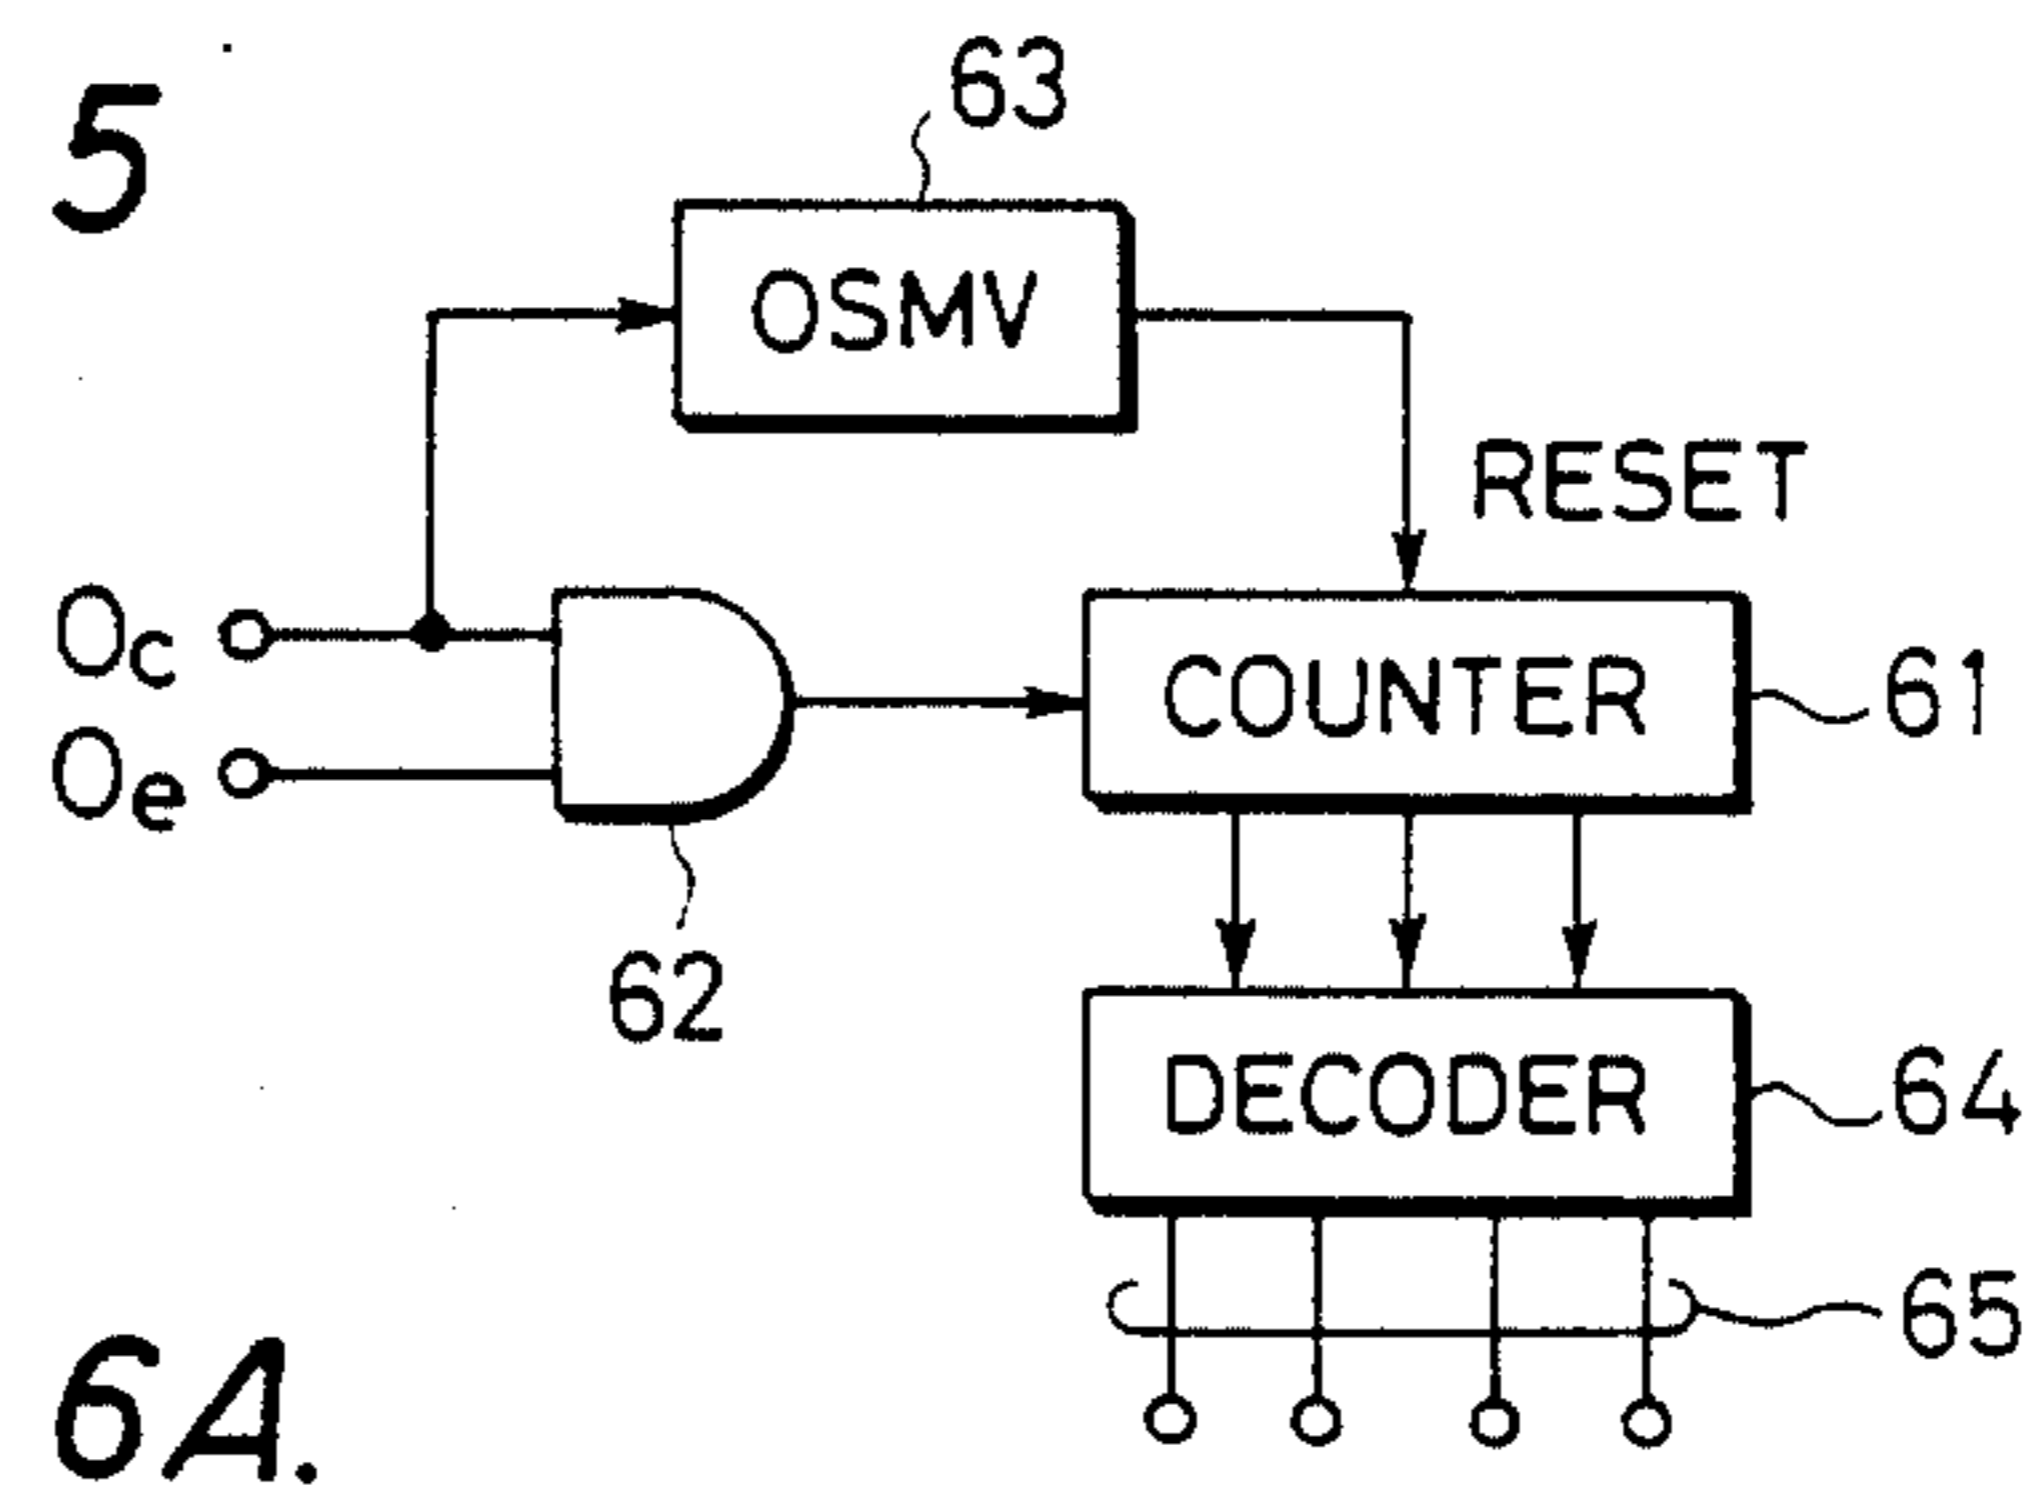 5
63
OSMV
RESET
Oc
COUNTER
61
Oe
62
DECODER
64
65
6A.